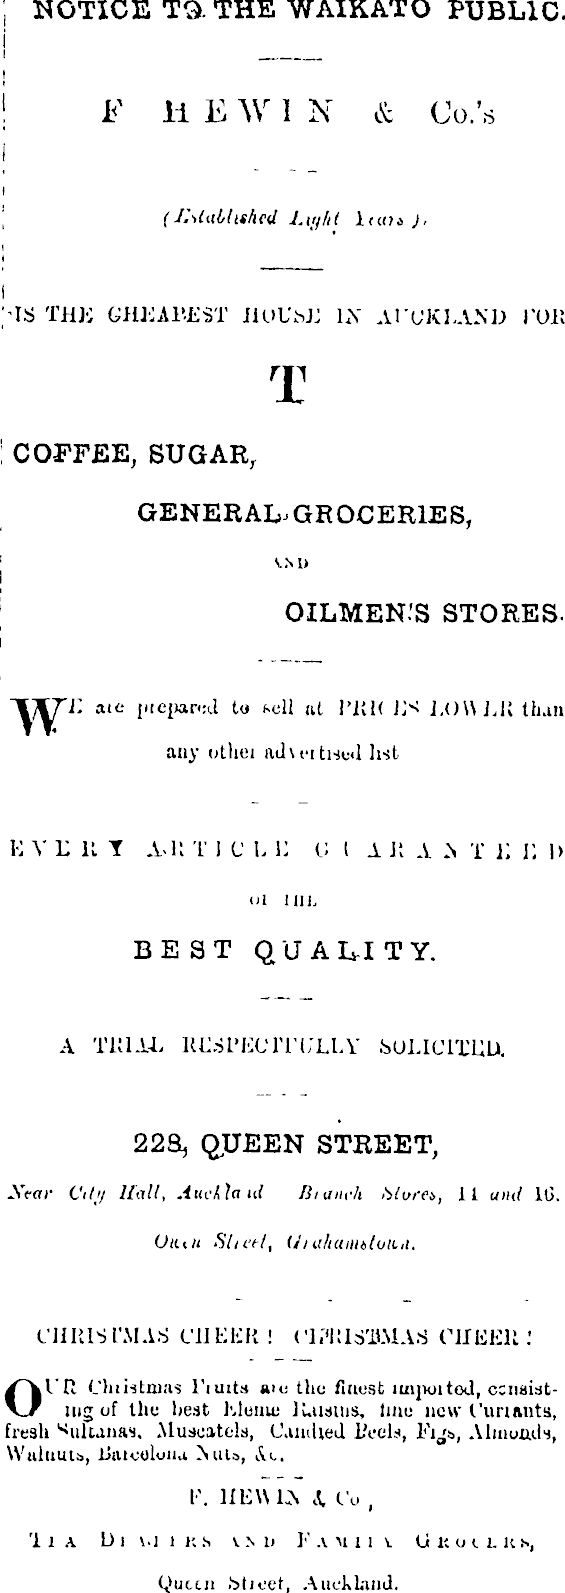 NOTICE TO THE WAIKATO PUBLIC.
F HEWIN & Co.'s
(Established Eight Years),
IS THE CHEAPEST HOUSE IN AUCKLAND FOR
T
COFFEE, SUGAR,
GENERAL GROCERIES,
AND
OILMEN'S STORES.
WE are prepared to sell at PRICES LOWER than
any other advertised list
EVERY ARTICLE GUARANTEED
OF THE
BEST QUALITY.
A TRIAL RESPECTFULLY SOLICITED.
228, QUEEN STREET,
Near City Hall, Auckland Branch Stores, 14 and 16.
Owen Street, Grahamstown.
CHRISTMAS CHEER! CHRISTMAS CHEER!
OUR Christmas Fruits are the finest imported, consist-
ing of the best Eleme Raisins, fine new Currants,
fresh Sultanas, Muscatels, Candied Peels, Figs, Almonds,
Walnuts, Barcelona Nuts, &c.
F. HEWIN & Co,
TEA DEALERS AND FAMILY GROCERS,
Queen Street, Auckland.